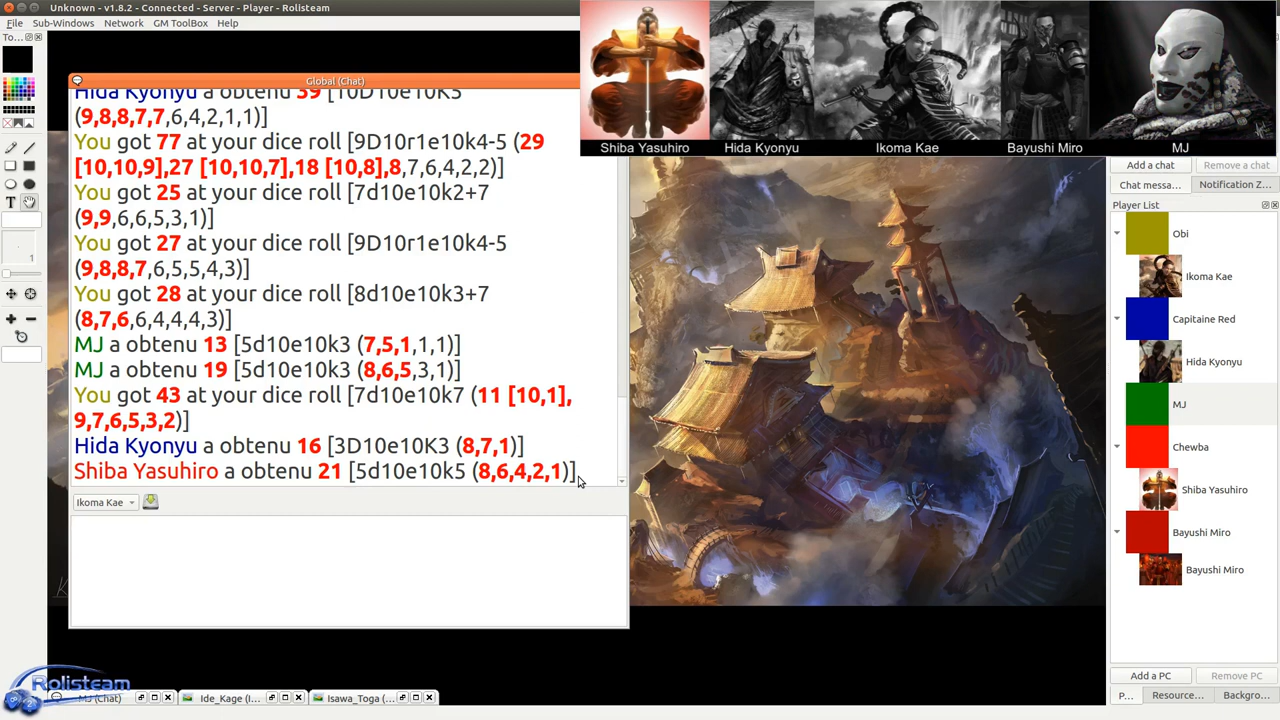 Unknown - v1.8.2 - Connected - Server - Player - Rolisteam
File Sub-Windows Network GM ToolBox Help
To...
Global (Chat)
Hida Kyonyu a obtenu 39 [10D10e10K5
(9,8,8,7,7,6,4,2,1,1)]
You got 77 at your dice roll [9D10r1e10k4-5 (29
[10,10,9],27 [10,10,7],18 [10,8],8,7,6,4,2,2)]
You got 25 at your dice roll [7d10e10k2+7
(9,9,6,6,5,3,1)]
You got 27 at your dice roll [9D10r1e10k4-5
(9,8,8,7,6,5,5,4,3)]
You got 28 at your dice roll [8d10e10k3+7
(8,7,6,6,4,4,4,3)]
MJ a obtenu 13 [5d10e10k3 (7,5,1,1,1)]
MJ a obtenu 19 [5d10e10k3 (8,6,5,3,1)]
You got 43 at your dice roll [7d10e10k7 (11 [10,1],
9,7,6,5,3,2)]
Hida Kyonyu a obtenu 16 [3D10e10K3 (8,7,1)]
Shiba Yasuhiro a obtenu 21 [5d10e10k5 (8,6,4,2,1)]
Ikoma Kae
1
T
Shiba Yasuhiro Hida Kyonyu Ikoma Kae Bayushi Miro MJ
Add a chat Remove a chat
Chat messa... Notification Z...
Player List
Obi
Ikoma Kae
Capitaine Red
Hida Kyonyu
MJ
Chewba
Shiba Yasuhiro
Bayushi Miro
Bayushi Miro
Add a PC Remove PC
P... Resource... Backgro...
Rolisteam
MJ (Chat) Ide_Kage (I... Isawa_Toga (...